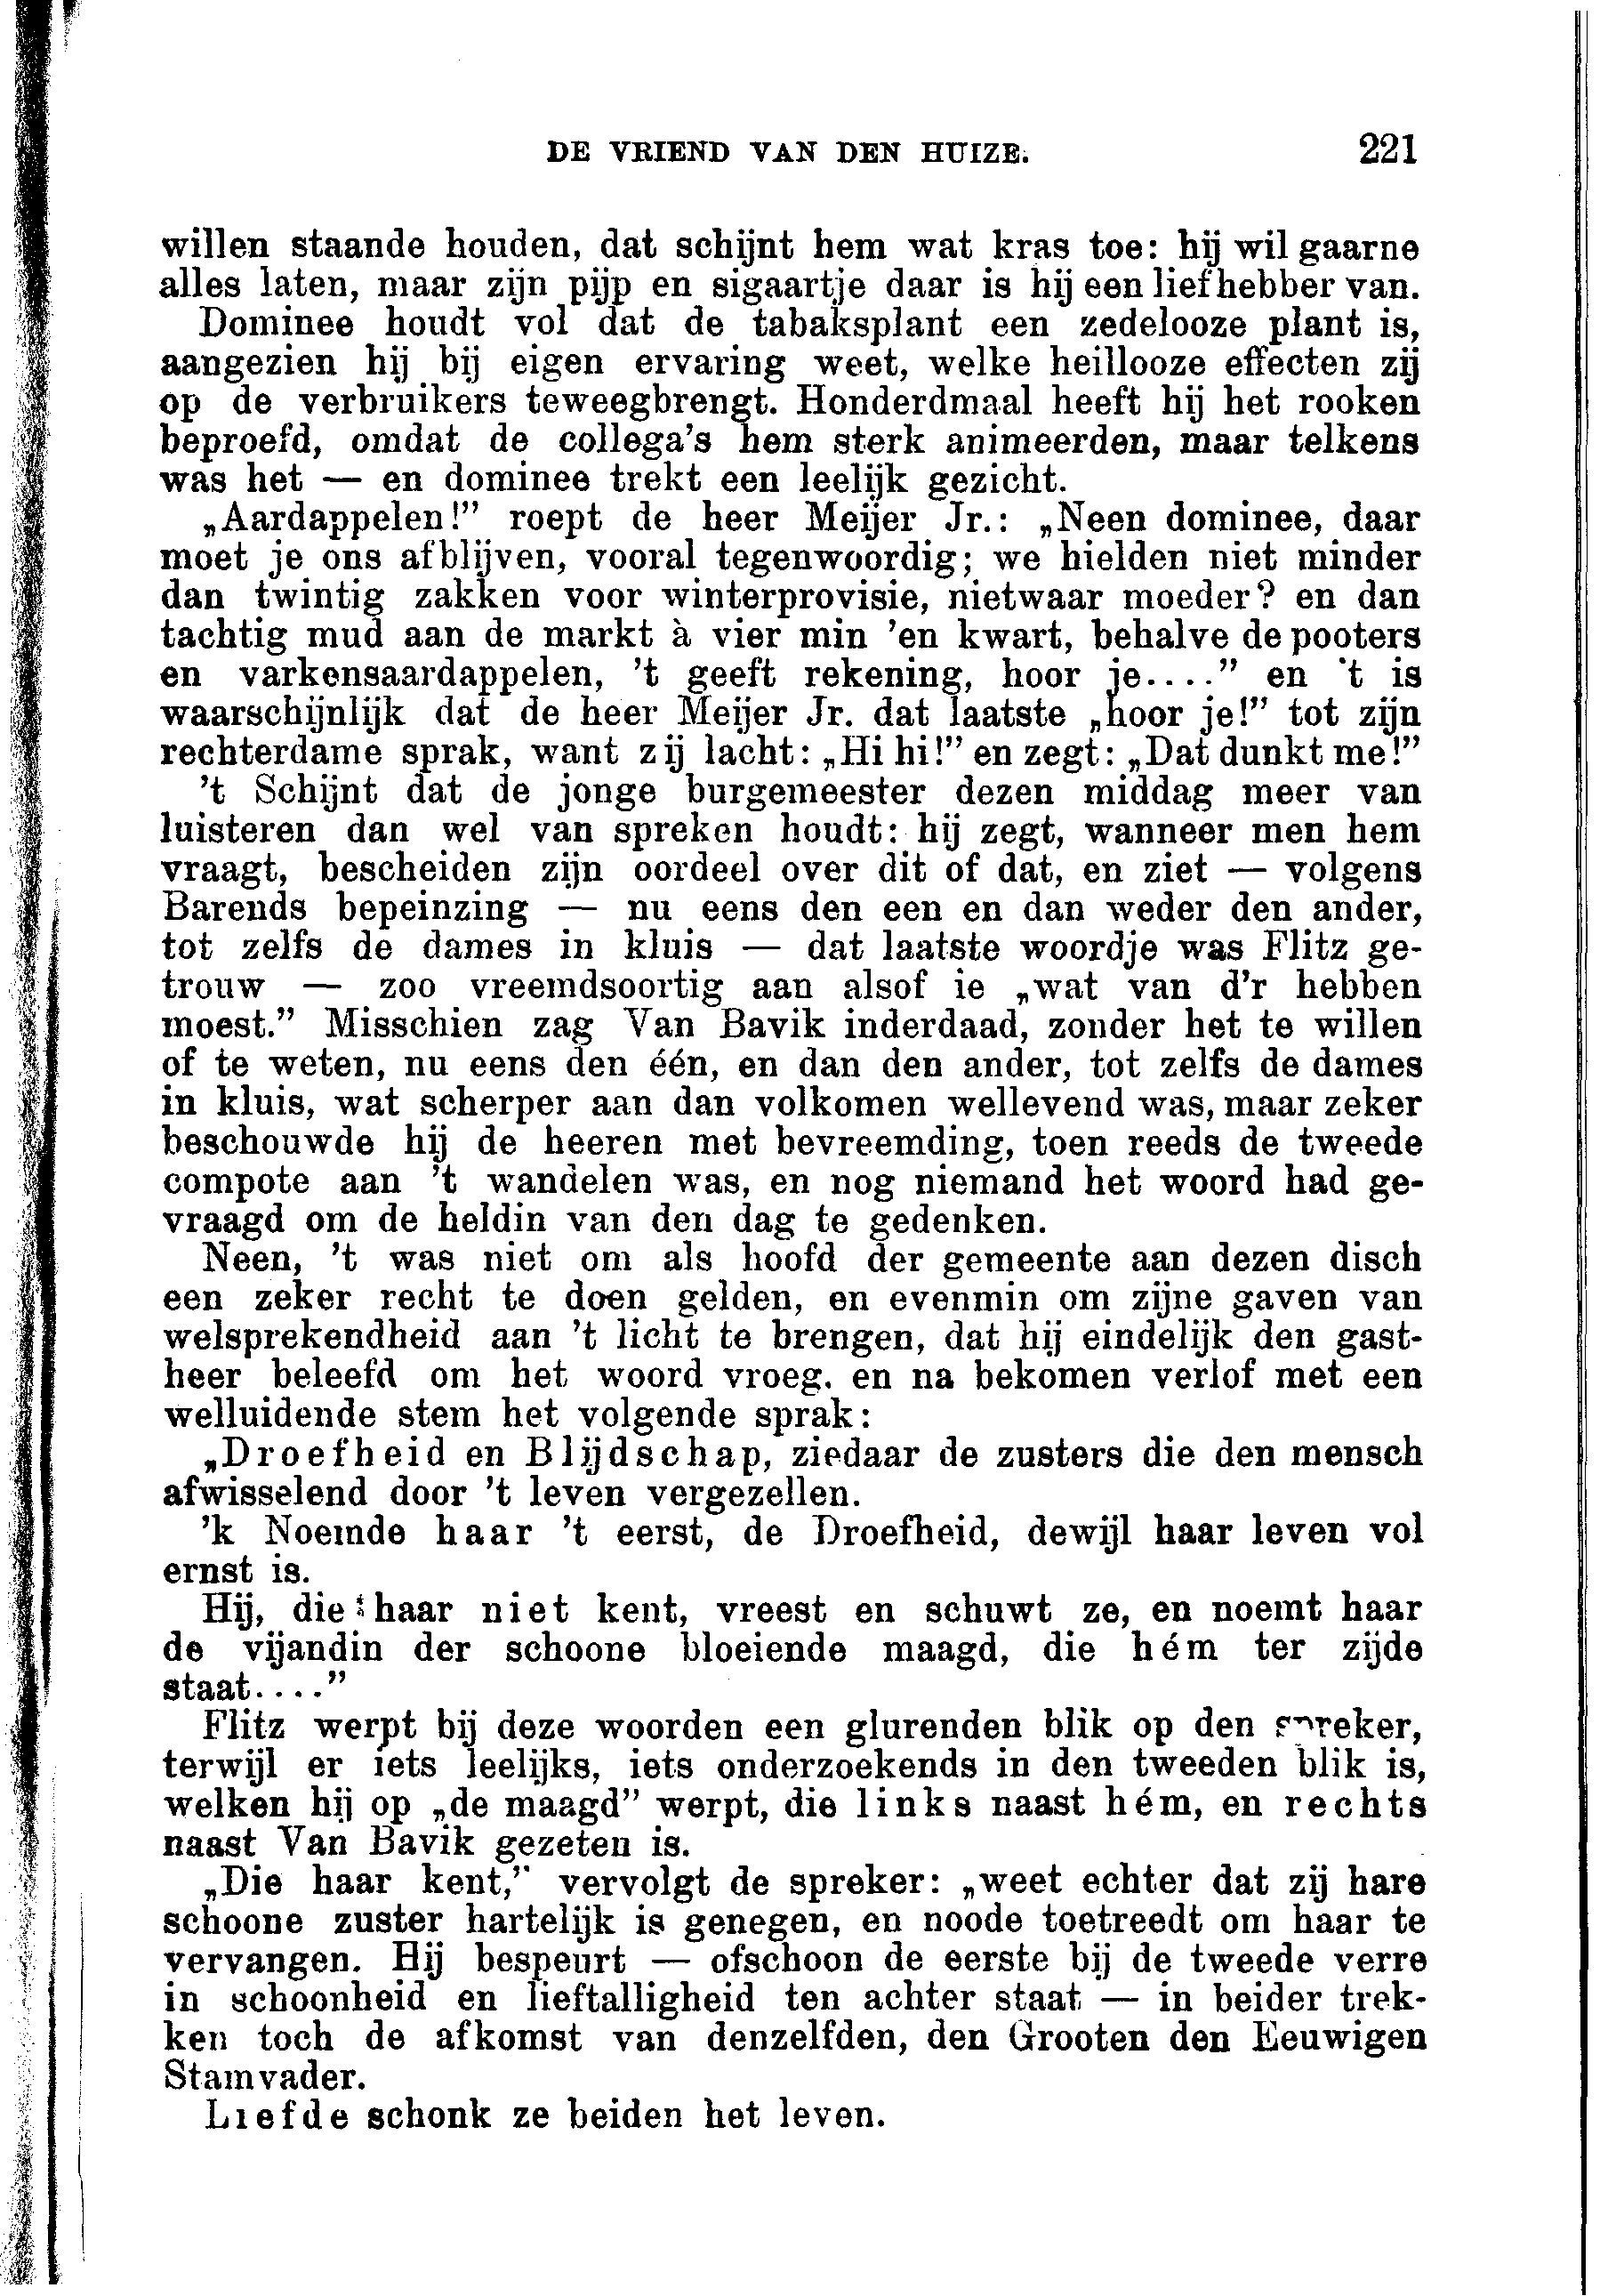 DE VRIEND VAN DEN HUIZE. 221
willen staande houden, dat schijnt hem wat kras toe: hij wil gaarne
alles laten, maar zijn pijp en sigaartje daar is hij een liefhebber van.
Dominee houdt vol dat de tabaksplant een zedelooze plant is,
aangezien hij bij eigen ervaring weet, welke heillooze effecten zij
op de verbruikers teweegbrengt. Honderdmaal heeft hij het rooken
beproefd, omdat de collega's hem sterk animeerden, maar telkens
was het — en dominee trekt een leelijk gezicht.
„Aardappelen!” roept de heer Meijer Jr.: „Neen dominee, daar
moet je ons afblijven, vooral tegenwoordig; we hielden niet minder
dan twintig zakken voor winterprovisie, nietwaar moeder? en dan
tachtig mud aan de markt à vier min 'en kwart, behalve de pooters
en varkensaardappelen, 't geeft rekening, hoor je....” en 't is
waarschijnlijk dat de heer Meijer Jr. dat laatste „hoor je!” tot zijn
rechterdame sprak, want zij lacht: „Hi hi!” en zegt: „Dat dunkt me!”
't Schijnt dat de jonge burgemeester dezen middag meer van
luisteren dan wel van spreken houdt: hij zegt, wanneer men hem
vraagt, bescheiden zijn oordeel over dit of dat, en ziet — volgens
Barends bepeinzing — nu eens den een en dan weder den ander,
tot zelfs de dames in kluis — dat laatste woordje was Flitz ge-
trouw — zoo vreemdsoortig aan alsof ie „wat van d'r hebben
moest.” Misschien zag Van Bavik inderdaad, zonder het te willen
of te weten, nu eens den één, en dan den ander, tot zelfs de dames
in kluis, wat scherper aan dan volkomen wellevend was, maar zeker
beschouwde hij de heeren met bevreemding, toen reeds de tweede
compote aan 't wandelen was, en nog niemand het woord had ge-
vraagd om de heldin van den dag te gedenken.
Neen, 't was niet om als hoofd der gemeente aan dezen disch
een zeker recht te doen gelden, en evenmin om zijne gaven van
welsprekendheid aan 't licht te brengen, dat hij eindelijk den gast-
heer beleefd om het woord vroeg, en na bekomen verlof met een
welluidende stem het volgende sprak:
„Droefheid en Blijdschap, ziedaar de zusters die den mensch
afwisselend door 't leven vergezellen.
'k Noemde haar 't eerst, de Droefheid, dewijl haar leven vol
ernst is.
Hij, die haar niet kent, vreest en schuwt ze, en noemt haar
de vijandin der schoone bloeiende maagd, die hém ter zijde
staat....”
Flitz werpt bij deze woorden een glurenden blik op den spreker,
terwijl er iets leelijks, iets onderzoekends in den tweeden blik is,
welken hij op „de maagd” werpt, die links naast hém, en rechts
naast Van Bavik gezeten is.
„Die haar kent,” vervolgt de spreker: „weet echter dat zij hare
schoone zuster hartelijk is genegen, en noode toetreedt om haar te
vervangen. Hij bespeurt — ofschoon de eerste bij de tweede verre
in schoonheid en lieftalligheid ten achter staat — in beider trek-
ken toch de afkomst van denzelfden, den Grooten den Eeuwigen
Stamvader.
Liefde schonk ze beiden het leven.